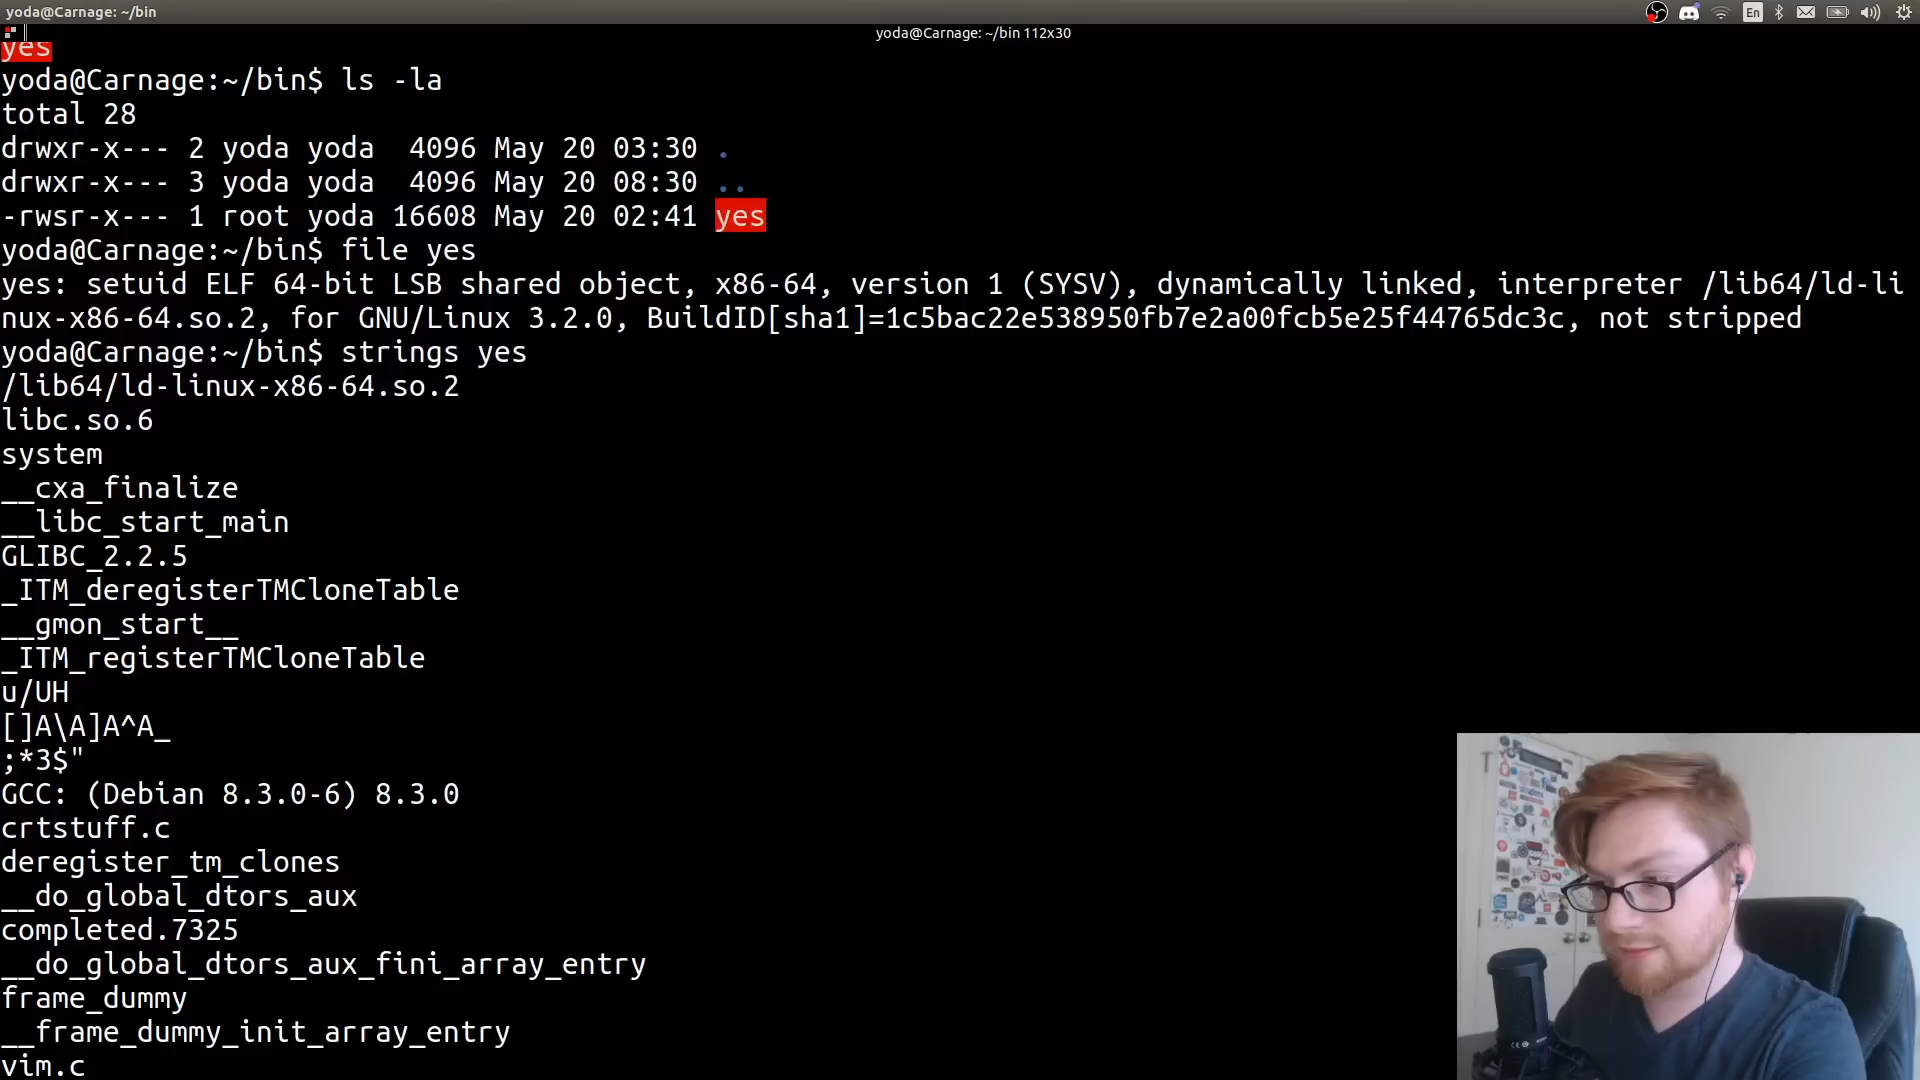 yoda@Carnage: ~/bin
En
yoda@Carnage: ~/bin 112x30
yes
yoda@Carnage:~/bin$ ls -la
total 28
drwxr-x--- 2 yoda yoda  4096 May 20 03:30 .
drwxr-x--- 3 yoda yoda  4096 May 20 08:30 ..
-rwsr-x--- 1 root yoda 16608 May 20 02:41 yes
yoda@Carnage:~/bin$ file yes
yes: setuid ELF 64-bit LSB shared object, x86-64, version 1 (SYSV), dynamically linked, interpreter /lib64/ld-li
nux-x86-64.so.2, for GNU/Linux 3.2.0, BuildID[sha1]=1c5bac22e538950fb7e2a00fcb5e25f44765dc3c, not stripped
yoda@Carnage:~/bin$ strings yes
/lib64/ld-linux-x86-64.so.2
libc.so.6
system
__cxa_finalize
__libc_start_main
GLIBC_2.2.5
_ITM_deregisterTMCloneTable
__gmon_start__
_ITM_registerTMCloneTable
u/UH
[]A\A]A^A_
;*3$"
GCC: (Debian 8.3.0-6) 8.3.0
crtstuff.c
deregister_tm_clones
__do_global_dtors_aux
completed.7325
__do_global_dtors_aux_fini_array_entry
frame_dummy
__frame_dummy_init_array_entry
vim.c